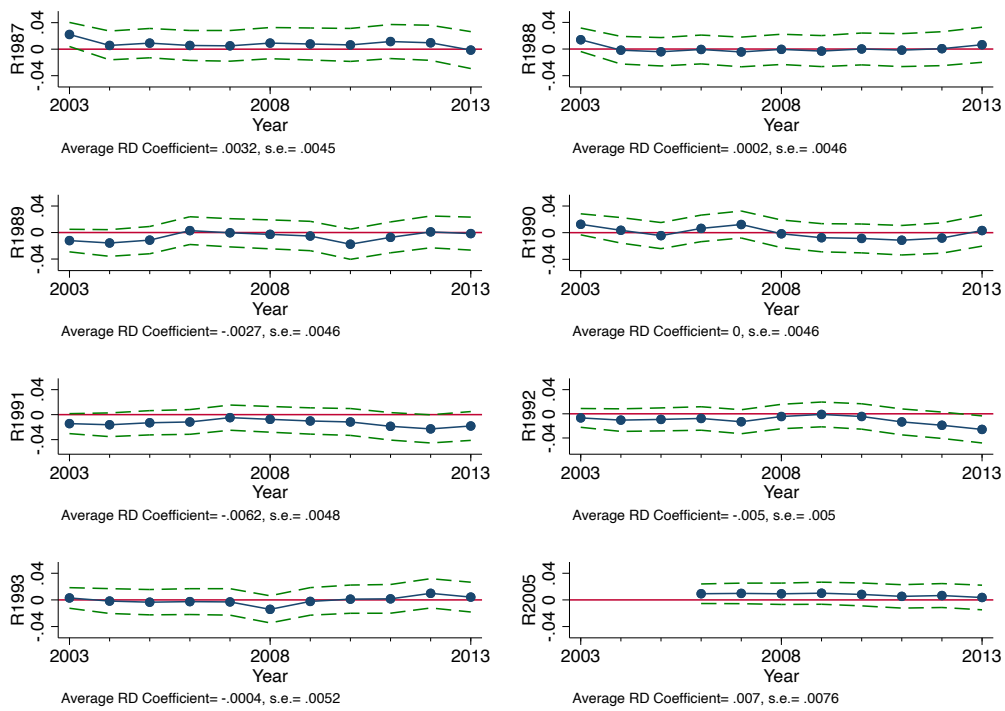 R1987
.04
0
-.04
2003 2008 2013
Year
Average RD Coefficient= .0032, s.e.= .0045
R1988
.04
0
-.04
2003 2008 2013
Year
Average RD Coefficient= .0002, s.e.= .0046
R1989
.04
0
-.04
2003 2008 2013
Year
Average RD Coefficient= -.0027, s.e.= .0046
R1990
.04
0
-.04
2003 2008 2013
Year
Average RD Coefficient= 0, s.e.= .0046
R1991
.04
0
-.04
2003 2008 2013
Year
Average RD Coefficient= -.0062, s.e.= .0048
R1992
.04
0
-.04
2003 2008 2013
Year
Average RD Coefficient= -.005, s.e.= .005
R1993
.04
0
-.04
2003 2008 2013
Year
Average RD Coefficient= -.0004, s.e.= .0052
R2005
.04
0
-.04
2003 2008 2013
Year
Average RD Coefficient= .007, s.e.= .0076